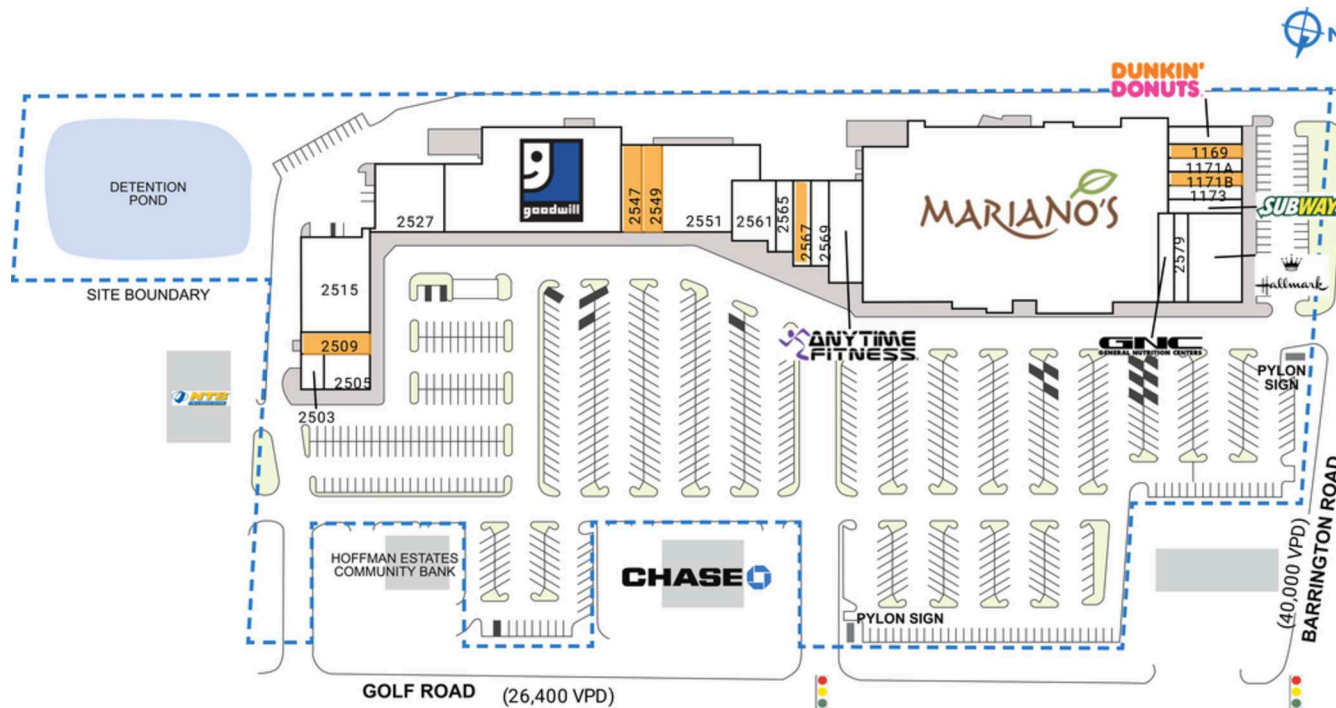 N
DUNKIN'
DONUTS
1169
1171A
1171B
1173
SUBWAY
DETENTION
POND
goodwill
2547
2549
2527
2551
2561
2565
2567
2569
MARIANO'S
2579
Hallmark
SITE BOUNDARY
2515
2509
2505
2503
NTB
ANYTIME
FITNESS
GNC
GENERAL NUTRITION CENTERS
PYLON
SIGN
HOFFMAN ESTATES
COMMUNITY BANK
CHASE
PYLON SIGN
BARRINGTON ROAD
(40,000 VPD)
GOLF ROAD (26,400 VPD)